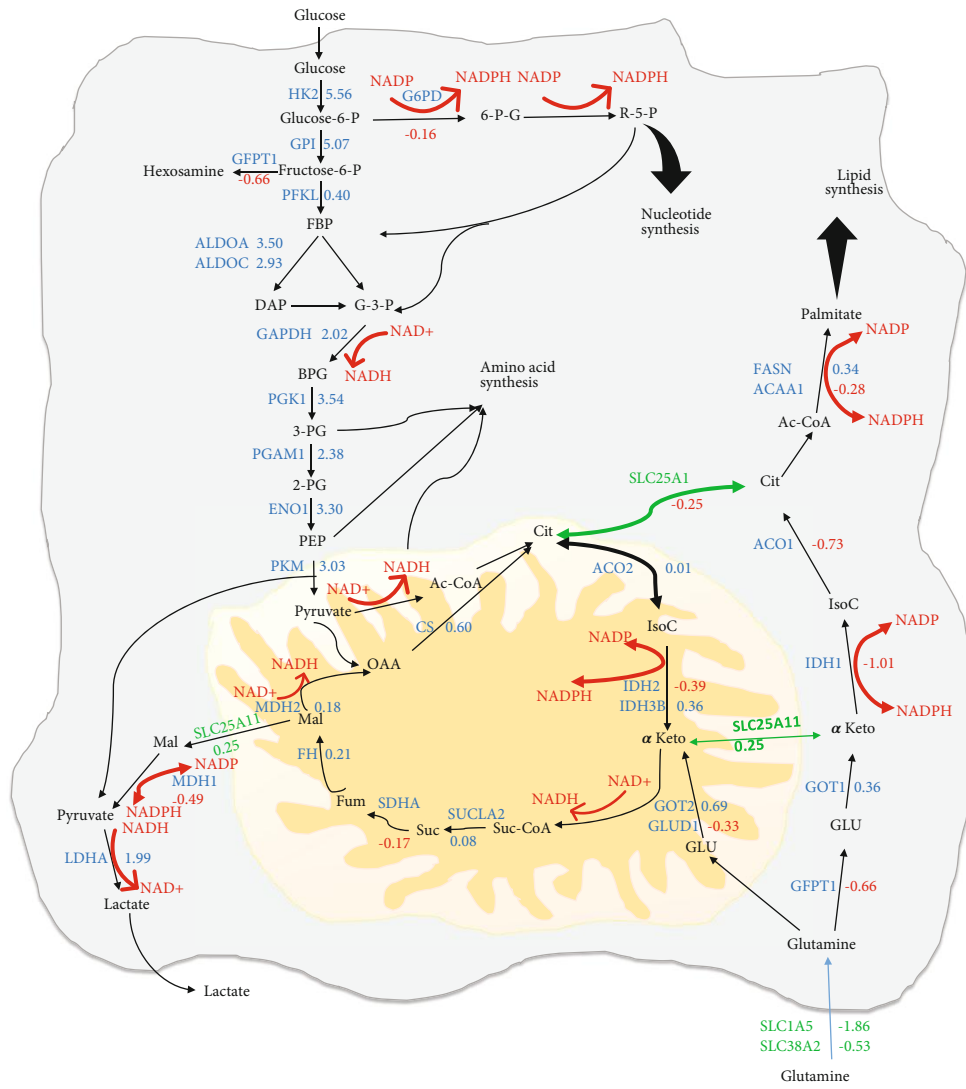 Glucose
Glucose
NADP
NADPH NADP
NADPH
HK2 5.56
G6PD
Glucose-6-P
-0.16
6-P-G
R-5-P
GPI 5.07
GFPT1
Hexosamine
-0.66
Fructose-6-P
PFKL 0.40
Nucleotide
synthesis
Lipid
synthesis
FBP
ALDOA 3.50
ALDOC 2.93
DAP
G-3-P
Palmitate
GAPDH 2.02
NAD+
NADP
BPG
NADH
Amino acid
synthesis
FASN 0.34
ACAA1 -0.28
PGK1 3.54
3-PG
Ac-CoA
NADPH
PGAM1 2.38
2-PG
SLC25A1
-0.25
Cit
ENO1 3.30
PEP
Cit
ACO1 -0.73
PKM 3.03
NAD+
NADH
Ac-CoA
ACO2 0.01
Pyruvate
CS 0.60
IsoC
IsoC
NADP
NADP
OAA
NADH
NAD+
MDH2 0.18
NADPH
IDH2 -0.39
IDH3B 0.36
IDH1 -1.01
NADPH
Mal
SLC25A11
0.25
α Keto
SLC25A11
0.25
α Keto
Mal
NADP
MDH1
-0.49
FH 0.21
NADPH
NADH
Pyruvate
Fum
SDHA
-0.17
Suc
SUCLA2
0.08
Suc-CoA
NADH
NAD+
GOT2 0.69
GLUD1 -0.33
GLU
GOT1 0.36
GLU
LDHA 1.99
NAD+
Lactate
GFPT1 -0.66
Glutamine
Lactate
SLC1A5 -1.86
SLC38A2 -0.53
Glutamine